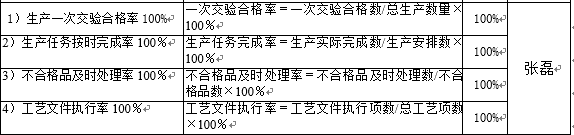 1）生产一次交验合格率 100%
一次交验合格率＝一次交验合格数/总生产数量×
100%
100%
2）生产任务按时完成率 100%
生产任务完成率＝生产实际完成数/生产安排数×
100%
100%
3）不合格品及时处理率 100%
不合格品及时处理率＝不合格品及时处理数/不合
格品数×100%
100%
4）工艺文件执行率 100%
工艺文件执行率＝工艺文件执行项数/总工艺项数
×100%
100%
张磊